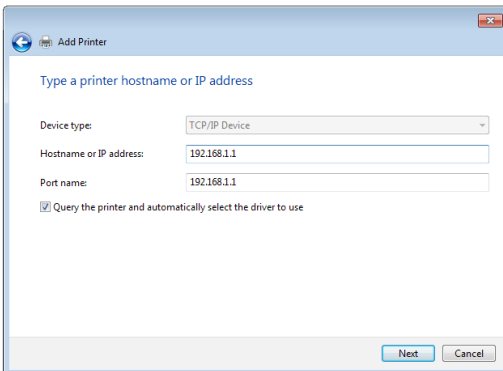 Add Printer
Type a printer hostname or IP address
Device type: TCP/IP Device
Hostname or IP address: 192.168.1.1
Port name: 192.168.1.1
Query the printer and automatically select the driver to use
Next Cancel